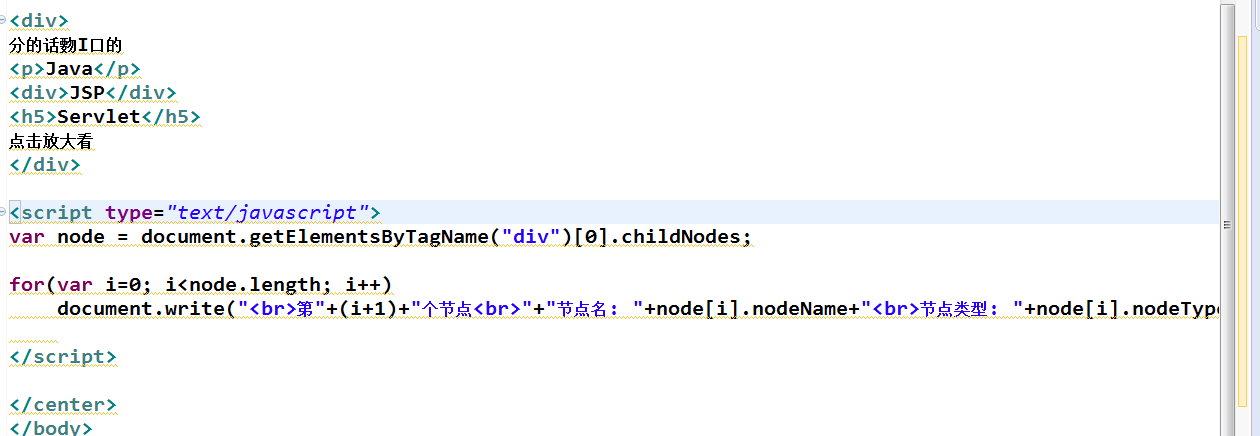 <div>
分的话覅I口的
<p>Java</p>
<div>JSP</div>
<h5>Servlet</h5>
点击放大看
</div>
<script type="text/javascript">
var node = document.getElementsByTagName("div")[0].childNodes;
for(var i=0; i<node.length; i++)
document.write("<br>第"+(i+1)+"个节点<br>"+"节点名: "+node[i].nodeName+"<br>节点类型: "+node[i].nodeType
</script>
</center>
</body>